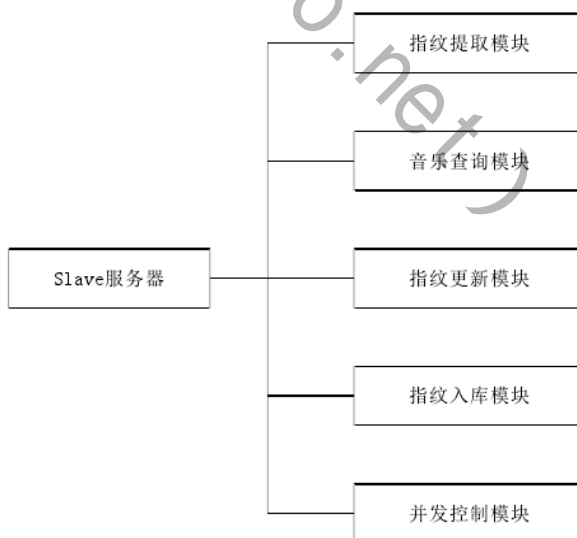 指纹提取模块
音乐查询模块
Slave服务器
指纹更新模块
指纹入库模块
并发控制模块
o.net)